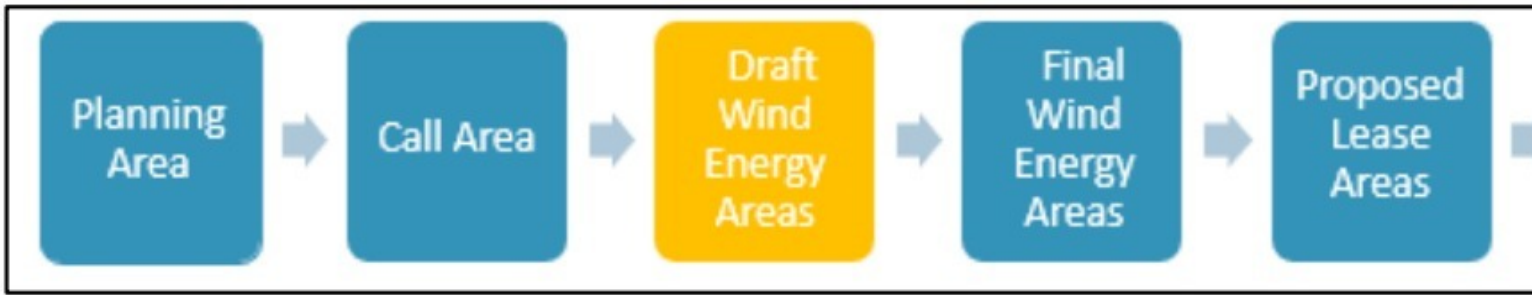 Planning
Area
Call Area
Draft
Wind
Energy
Areas
Final
Wind
Energy
Areas
Proposed
Lease
Areas